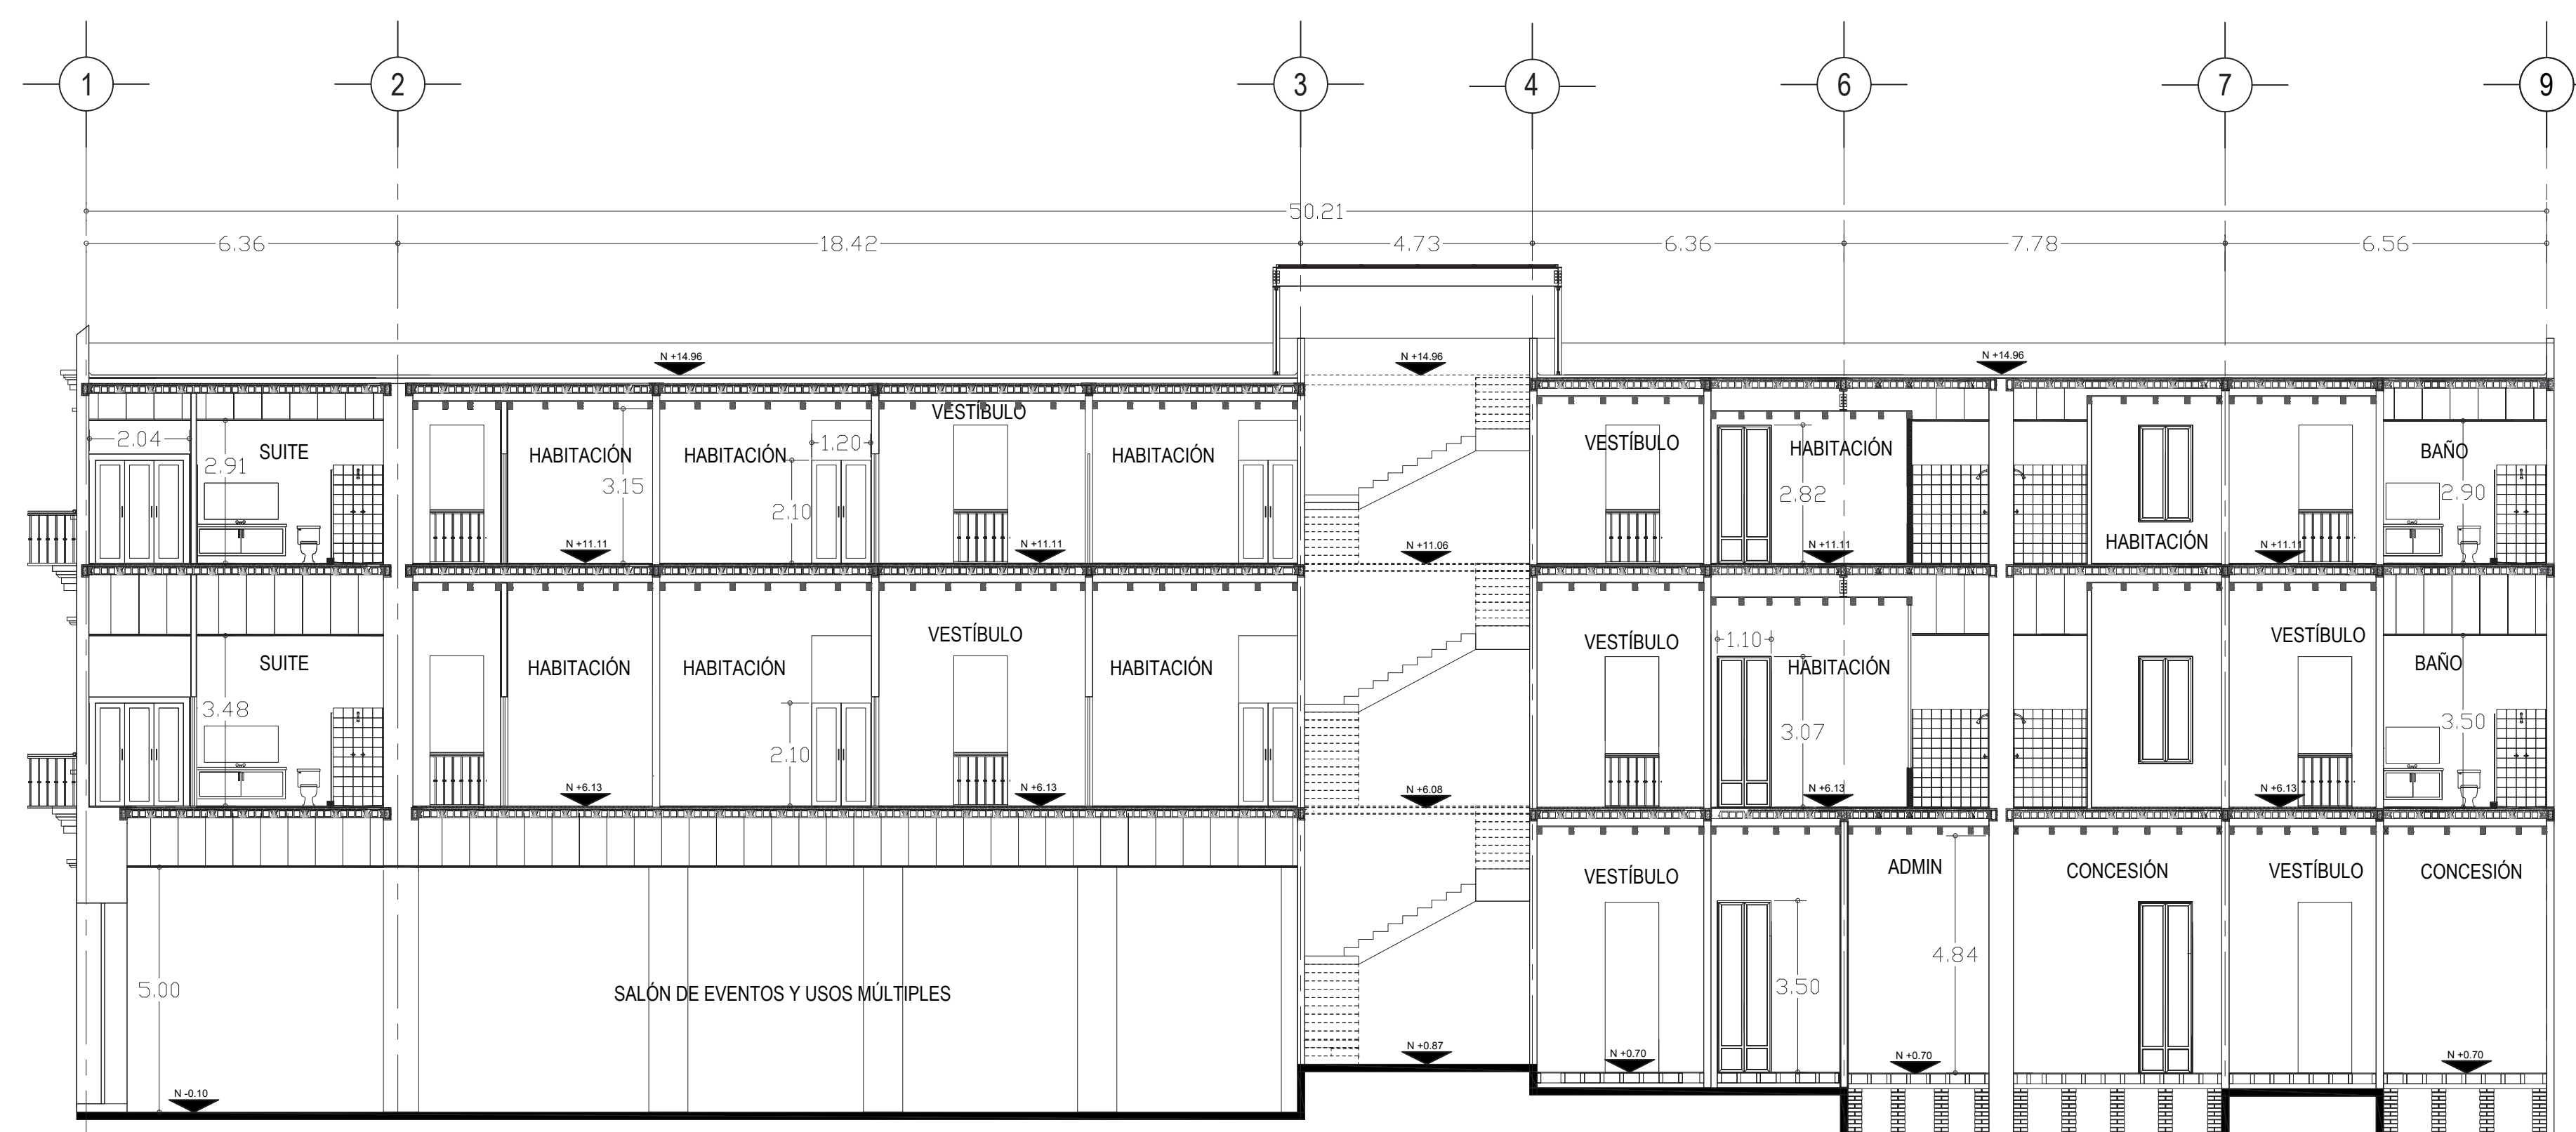 1 2 3 4 6 7 9
50.21
6.36 18.42 4.73 6.36 7.78 6.56
N +14.96 N +14.96 N +14.96
VESTÍBULO
2.04 SUITE 2.91 HABITACIÓN 3.15 HABITACIÓN 1.20 2.10 HABITACIÓN VESTÍBULO HABITACIÓN 2.82 BAÑO 2.90
HABITACIÓN
N +11.11 N +11.11 N +11.06 N +11.11 N +11.11
VESTÍBULO VESTÍBULO 1.10 VESTÍBULO
SUITE HABITACIÓN HABITACIÓN HABITACIÓN HABITACIÓN BAÑO
3.48 2.10 3.07 3.50
N +6.13 N +6.13 N +6.08 N +6.13 N +6.13
VESTÍBULO ADMIN CONCESIÓN VESTÍBULO CONCESIÓN
5.00 SALÓN DE EVENTOS Y USOS MÚLTIPLES 3.50 4.84
N +0.87 N +0.70 N +0.70 N +0.70
N -0.10